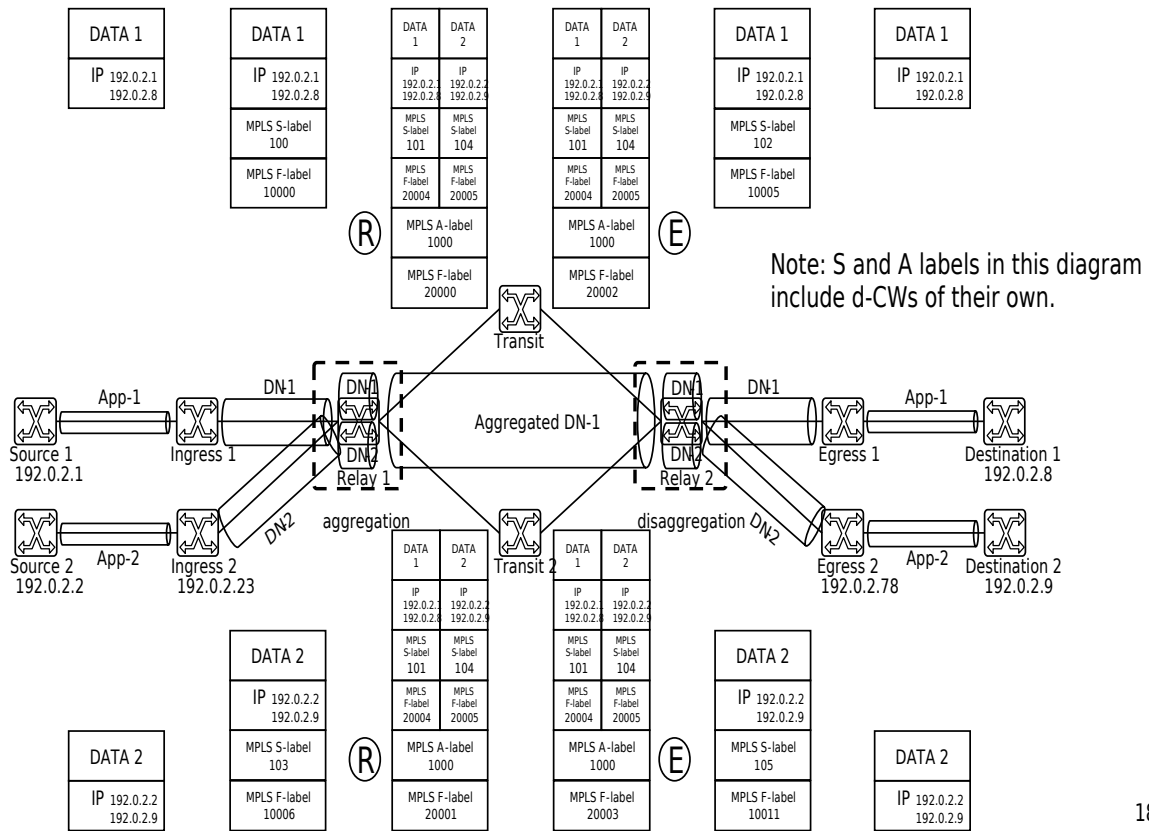 DATA 1
IP 192.0.2.1
192.0.2.8
DATA 1
IP 192.0.2.1
192.0.2.8
MPLS S-label
100
MPLS F-label
10000
DATA
1
DATA
2
IP
192.0.2.1
192.0.2.8
IP
192.0.2.2
192.0.2.9
MPLS
S-label
101
MPLS
S-label
104
MPLS
F-label
20004
MPLS
F-label
20005
MPLS A-label
1000
MPLS F-label
20000
R
DATA
1
DATA
2
IP
192.0.2.1
192.0.2.8
IP
192.0.2.2
192.0.2.9
MPLS
S-label
101
MPLS
S-label
104
MPLS
F-label
20004
MPLS
F-label
20005
MPLS A-label
1000
MPLS F-label
20002
E
DATA 1
IP 192.0.2.1
192.0.2.8
MPLS S-label
102
MPLS F-label
10005
DATA 1
IP 192.0.2.1
192.0.2.8
Note: S and A labels in this diagram
include d-CWs of their own.
Transit
App-1
DN-1
DN-1
Aggregated DN-1
DN-1
DN-1
App-1
Source 1
192.0.2.1
Ingress 1
DN-2
Relay 1
DN-2
Relay 2
Egress 1
Destination 1
192.0.2.8
App-2
DN-2
aggregation
disaggregation
DN-2
App-2
Source 2
192.0.2.2
Ingress 2
192.0.2.23
Transit 2
Egress 2
192.0.2.78
Destination 2
192.0.2.9
DATA 2
IP 192.0.2.2
192.0.2.9
DATA 2
IP 192.0.2.2
192.0.2.9
MPLS S-label
103
MPLS F-label
10006
R
DATA
1
DATA
2
IP
192.0.2.1
192.0.2.8
IP
192.0.2.2
192.0.2.9
MPLS
S-label
101
MPLS
S-label
104
MPLS
F-label
20004
MPLS
F-label
20005
MPLS A-label
1000
MPLS F-label
20001
DATA
1
DATA
2
IP
192.0.2.1
192.0.2.8
IP
192.0.2.2
192.0.2.9
MPLS
S-label
101
MPLS
S-label
104
MPLS
F-label
20004
MPLS
F-label
20005
MPLS A-label
1000
MPLS F-label
20003
E
DATA 2
IP 192.0.2.2
192.0.2.9
MPLS S-label
105
MPLS F-label
10011
DATA 2
IP 192.0.2.2
192.0.2.9